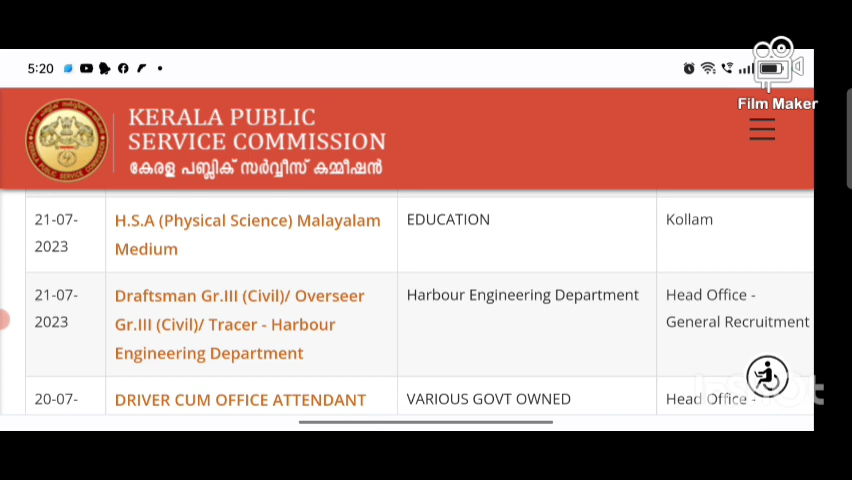 5:20
Film Maker
KERALA PUBLIC
SERVICE COMMISSION
കേരള പബ്ലിക് സർവ്വീസ് കമ്മീഷൻ
21-07-
2023
H.S.A (Physical Science) Malayalam
Medium
EDUCATION
Kollam
21-07-
2023
Draftsman Gr.III (Civil)/ Overseer
Gr.III (Civil)/ Tracer - Harbour
Engineering Department
Harbour Engineering Department
Head Office -
General Recruitment
20-07-
DRIVER CUM OFFICE ATTENDANT
VARIOUS GOVT OWNED
Head Office -
InShot